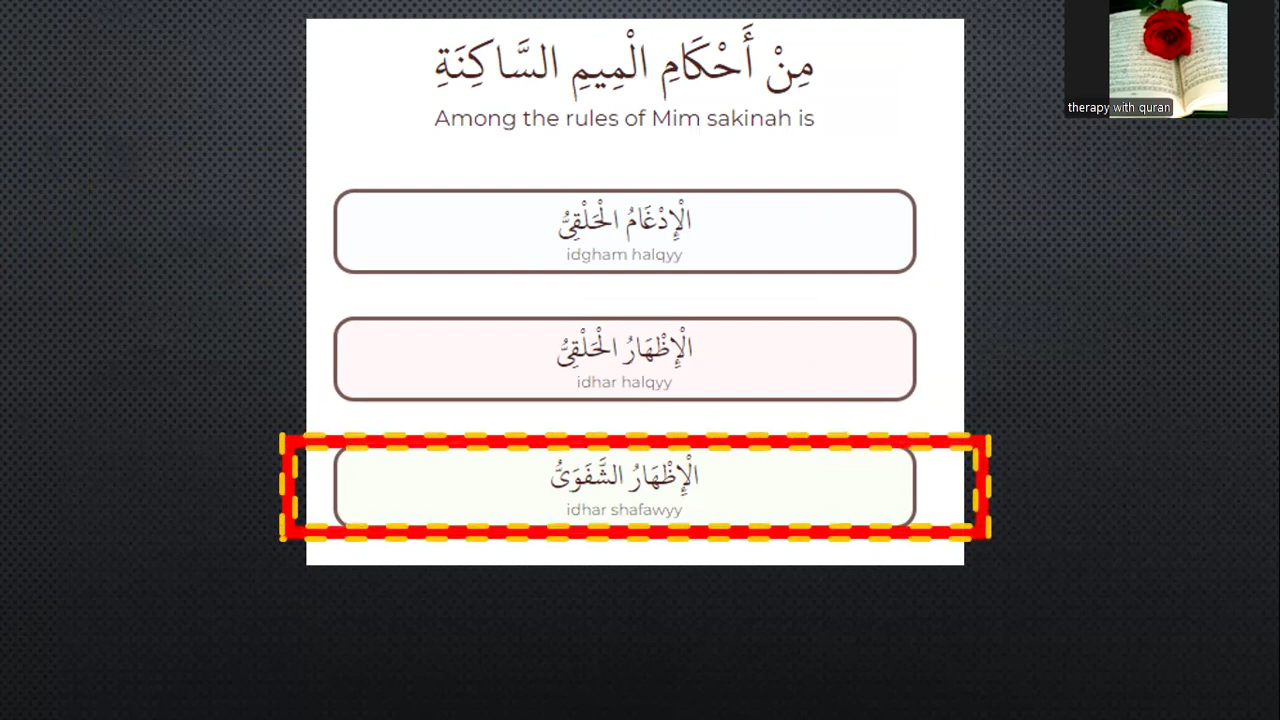 مِنْ أَحْكَامِ الْمِيمِ السَّاكِنَةِ
Among the rules of Mim sakinah is
الْإِدْغَامُ الْحَلْقِىُّ
idgham halqyy
الْإِظْهَارُ الْحَلْقِىُّ
idhar halqyy
الْإِظْهَارُ الشَّفَوَىُّ
idhar shafawyy
therapy with quran